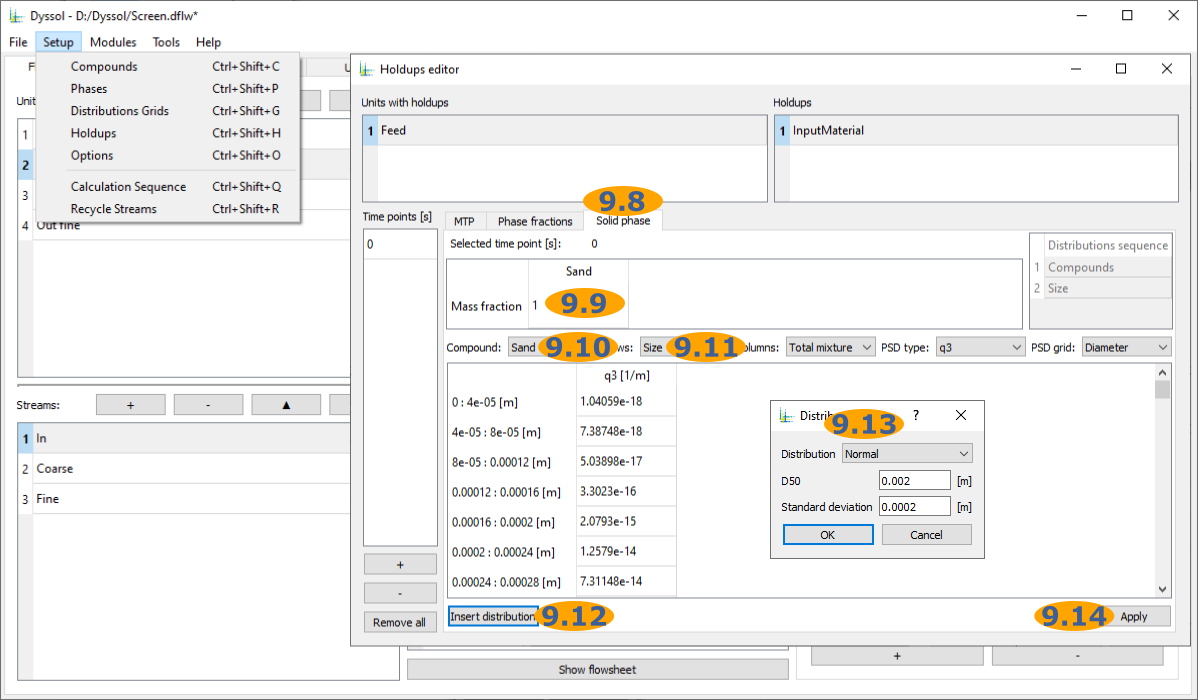 Dyssol - D:/Dyssol/Screen.dflw*
File Setup Modules Tools Help
Compounds Ctrl+Shift+C
Phases Ctrl+Shift+P
Distributions Grids Ctrl+Shift+G
Holdups Ctrl+Shift+H
Options Ctrl+Shift+O
Calculation Sequence Ctrl+Shift+Q
Recycle Streams Ctrl+Shift+R
1
2
3
4 Out fine
Streams:
+ - ▲
1 In
2 Coarse
3 Fine
Holdups editor
Units with holdups
1 Feed
Holdups
1 InputMaterial
Time points [s]
0
+
-
Remove all
9.8
MTP Phase fractions Solid phase
Selected time point [s]: 0
Sand
Mass fraction 1 9.9
Distributions sequence
1 Compounds
2 Size
Compound: Sand 9.10 ws: Size 9.11 lumns: Total mixture PSD type: q3 PSD grid: Diameter
q3 [1/m]
0 : 4e-05 [m] 1.04059e-18
4e-05 : 8e-05 [m] 7.38748e-18
8e-05 : 0.00012 [m] 5.03898e-17
0.00012 : 0.00016 [m] 3.3023e-16
0.00016 : 0.0002 [m] 2.0793e-15
0.0002 : 0.00024 [m] 1.2579e-14
0.00024 : 0.00028 [m] 7.31148e-14
Distrib 9.13 ?
Distribution Normal
D50 0.002 [m]
Standard deviation 0.0002 [m]
OK Cancel
Insert distribution 9.12
9.14 Apply
Show flowsheet
+ -